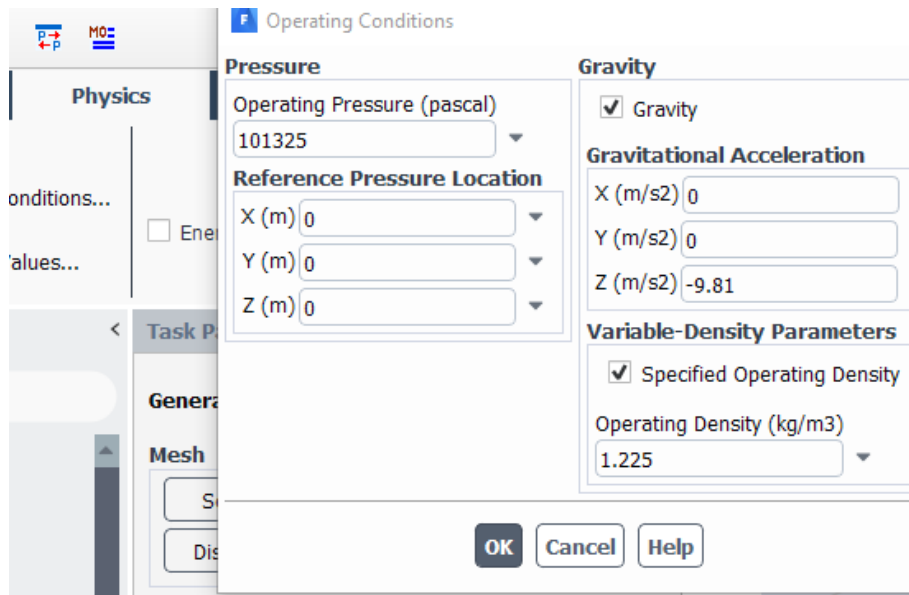 Operating Conditions
P
P
MO
Physics
onditions...
alues...
Ener
Pressure
Operating Pressure (pascal)
101325
Reference Pressure Location
X (m) 0
Y (m) 0
Z (m) 0
Gravity
Gravity
Gravitational Acceleration
X (m/s2) 0
Y (m/s2) 0
Z (m/s2) -9.81
Variable-Density Parameters
Specified Operating Density
Operating Density (kg/m3)
1.225
Task Pa
Genera
Mesh
S
Dis
OK Cancel Help